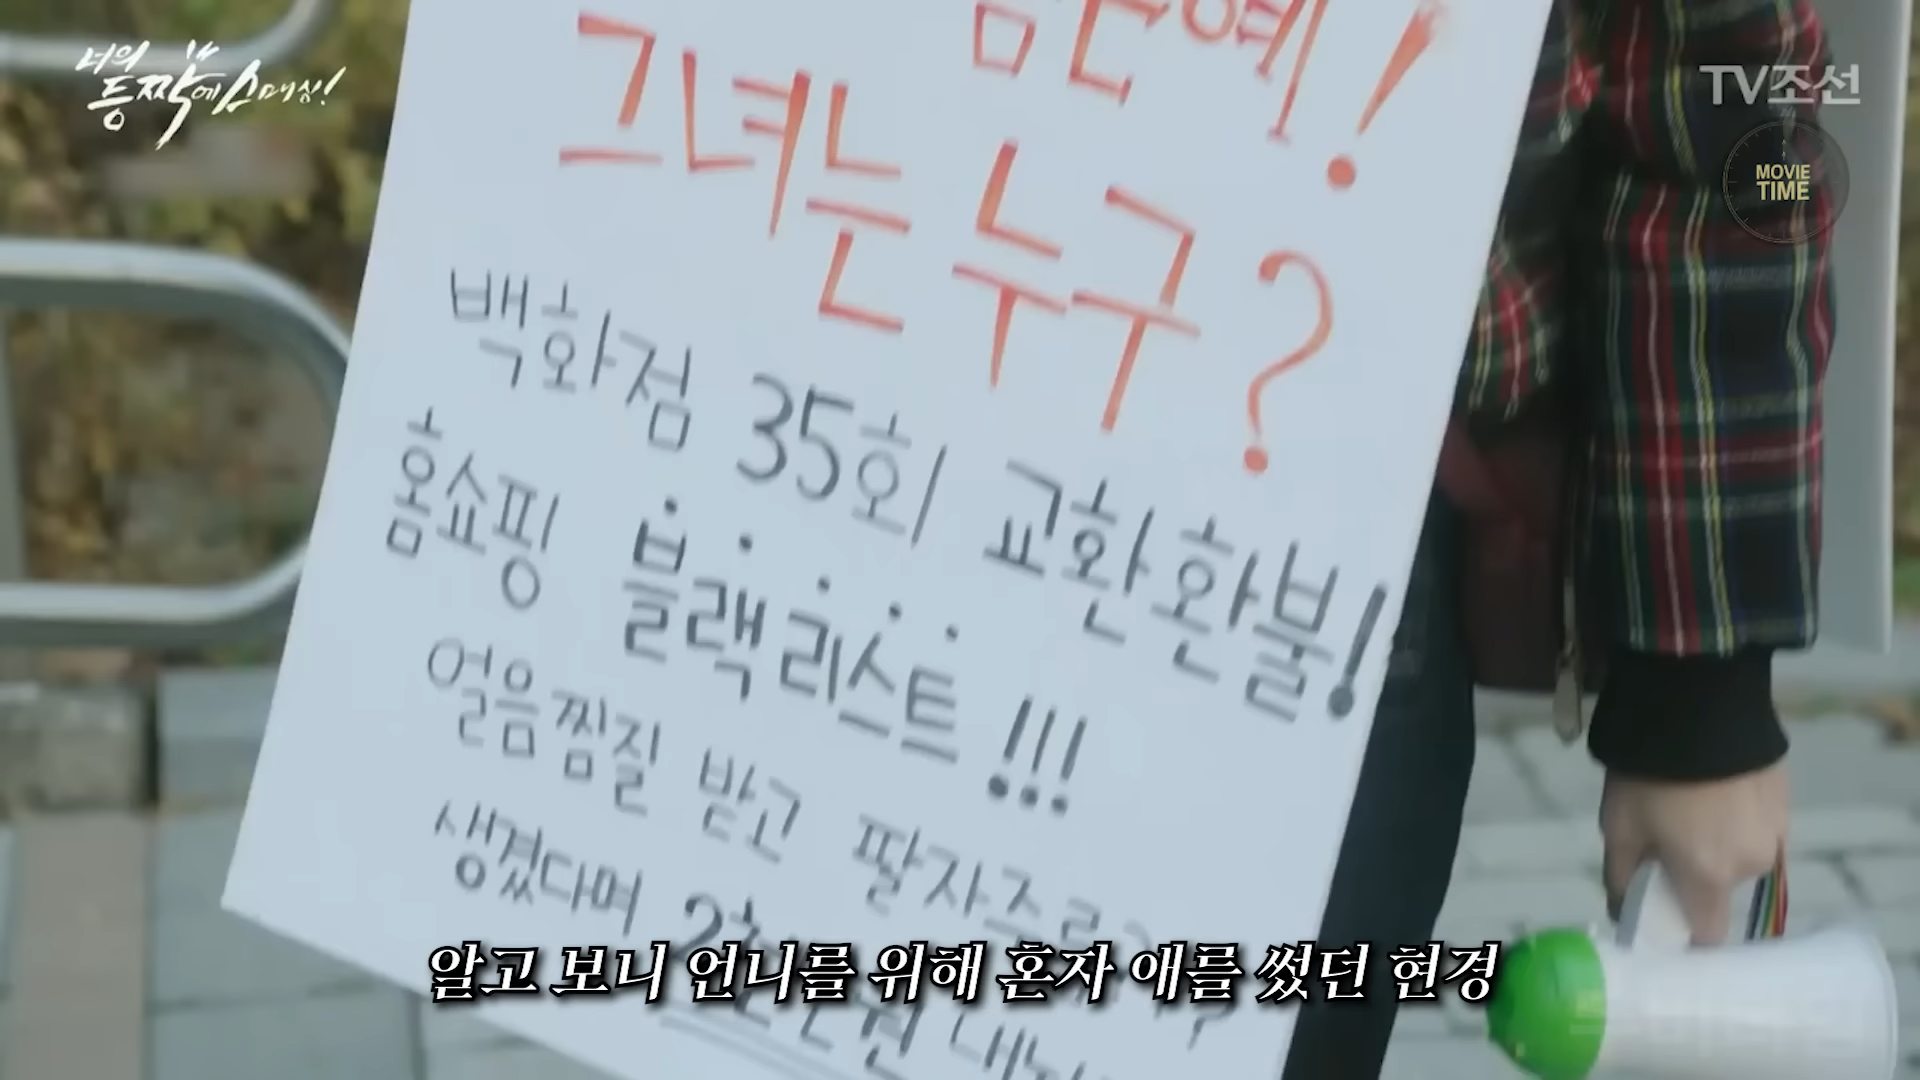 너의 등짝에 스매싱!
TV조선
MOVIE
TIME
그녀는 누구?
백화점 35회 교환환불!
홈쇼핑 블랙리스트!!!
얼음찜질 받고 팔자주름이
생겼다며
알고 보니 언니를 위해 혼자 애를 썼던 현경